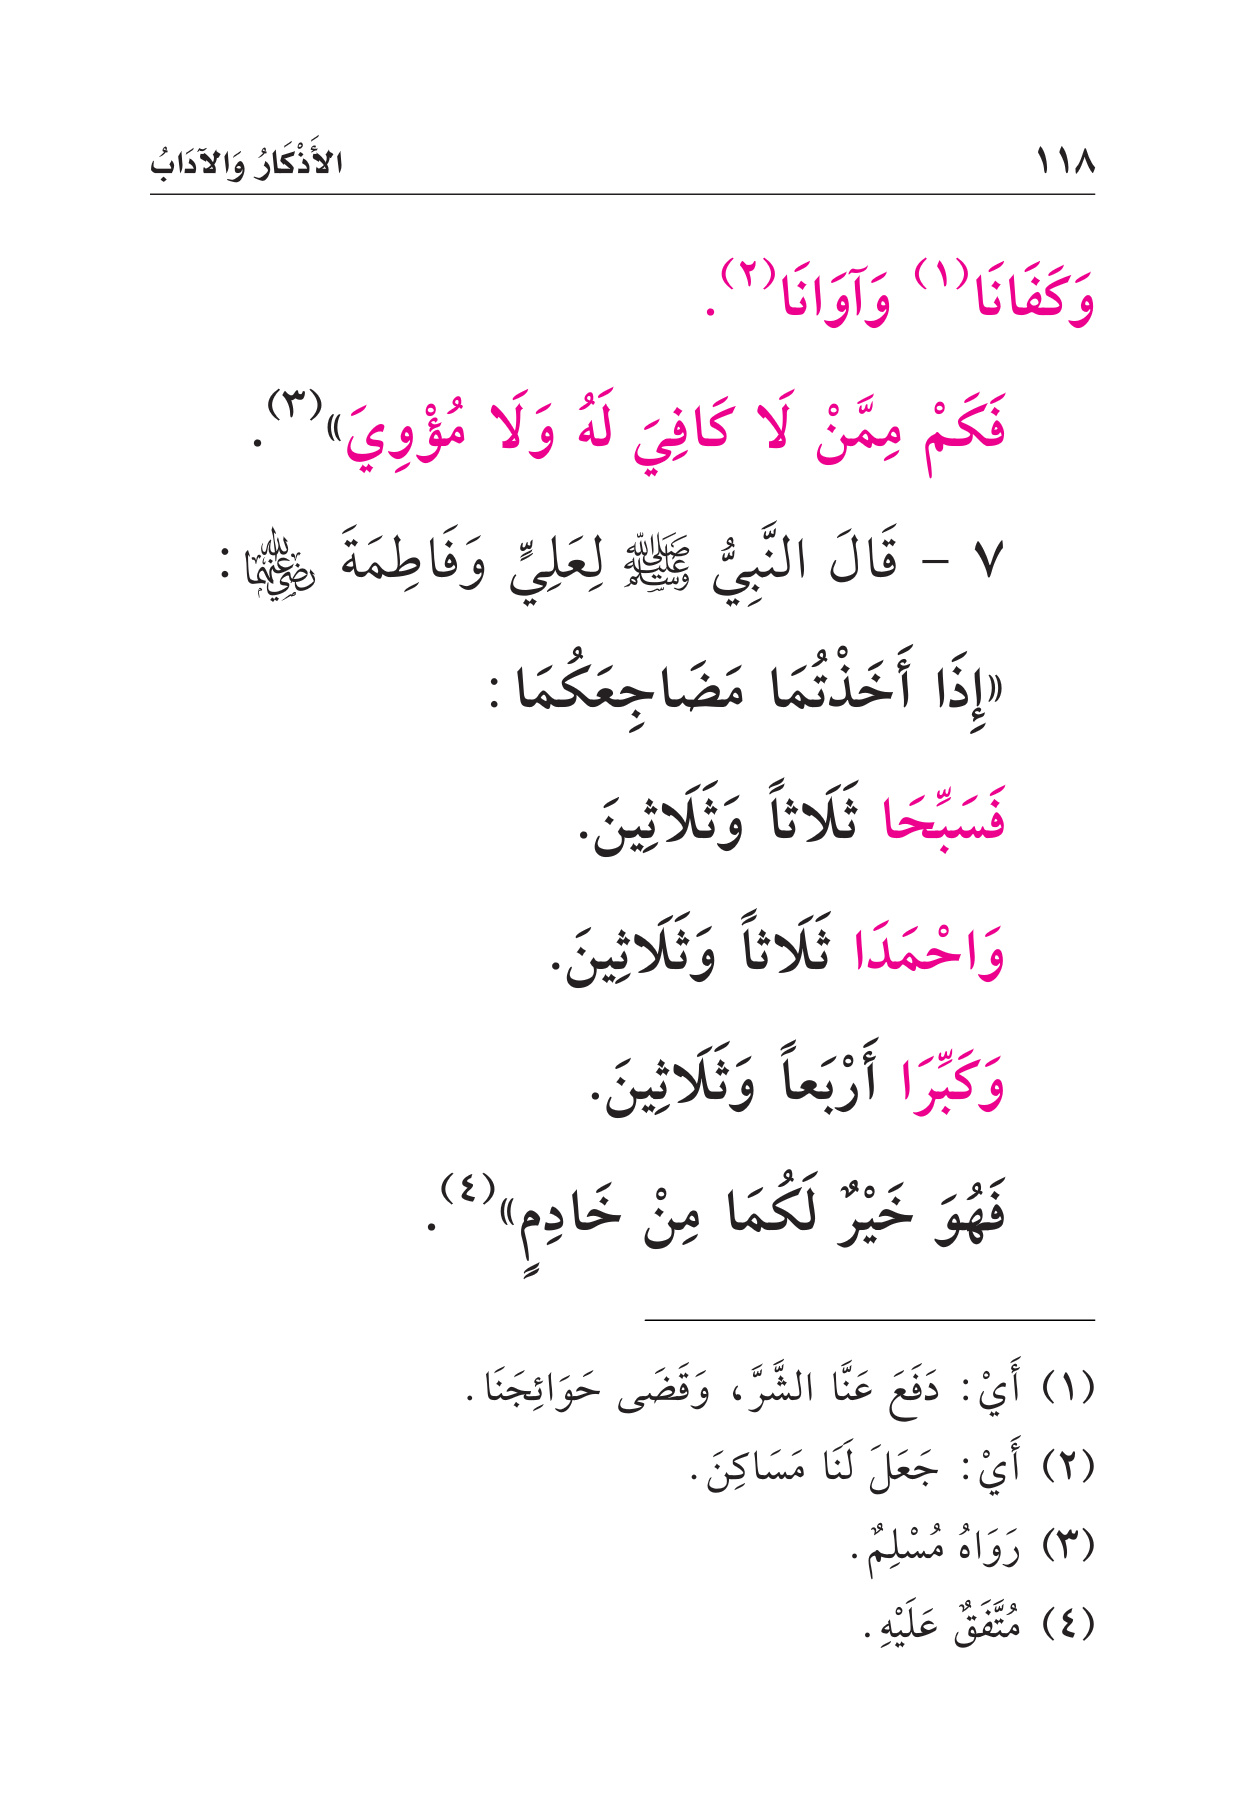 ١١٨ الأَذْكَارُ وَالآدَابُ
وَكَفَانَا(١) وَآوَانَا(٢).
فَكَمْ مِمَّنْ لَا كَافِيَ لَهُ وَلَا مُؤْوِيَ»(٣).
٧ - قَالَ النَّبِيُّ ﷺ لِعَلِيٍّ وَفَاطِمَةَ رضي الله عنهما:
«إِذَا أَخَذْتُمَا مَضَاجِعَكُمَا:
فَسَبِّحَا ثَلَاثاً وَثَلَاثِينَ.
وَاحْمَدَا ثَلَاثاً وَثَلَاثِينَ.
وَكَبِّرَا أَرْبَعاً وَثَلَاثِينَ.
فَهُوَ خَيْرٌ لَكُمَا مِنْ خَادِمٍ»(٤).
(١) أَيْ: دَفَعَ عَنَّا الشَّرَّ، وَقَضَى حَوَائِجَنَا.
(٢) أَيْ: جَعَلَ لَنَا مَسَاكِنَ.
(٣) رَوَاهُ مُسْلِمٌ.
(٤) مُتَّفَقٌ عَلَيْهِ.